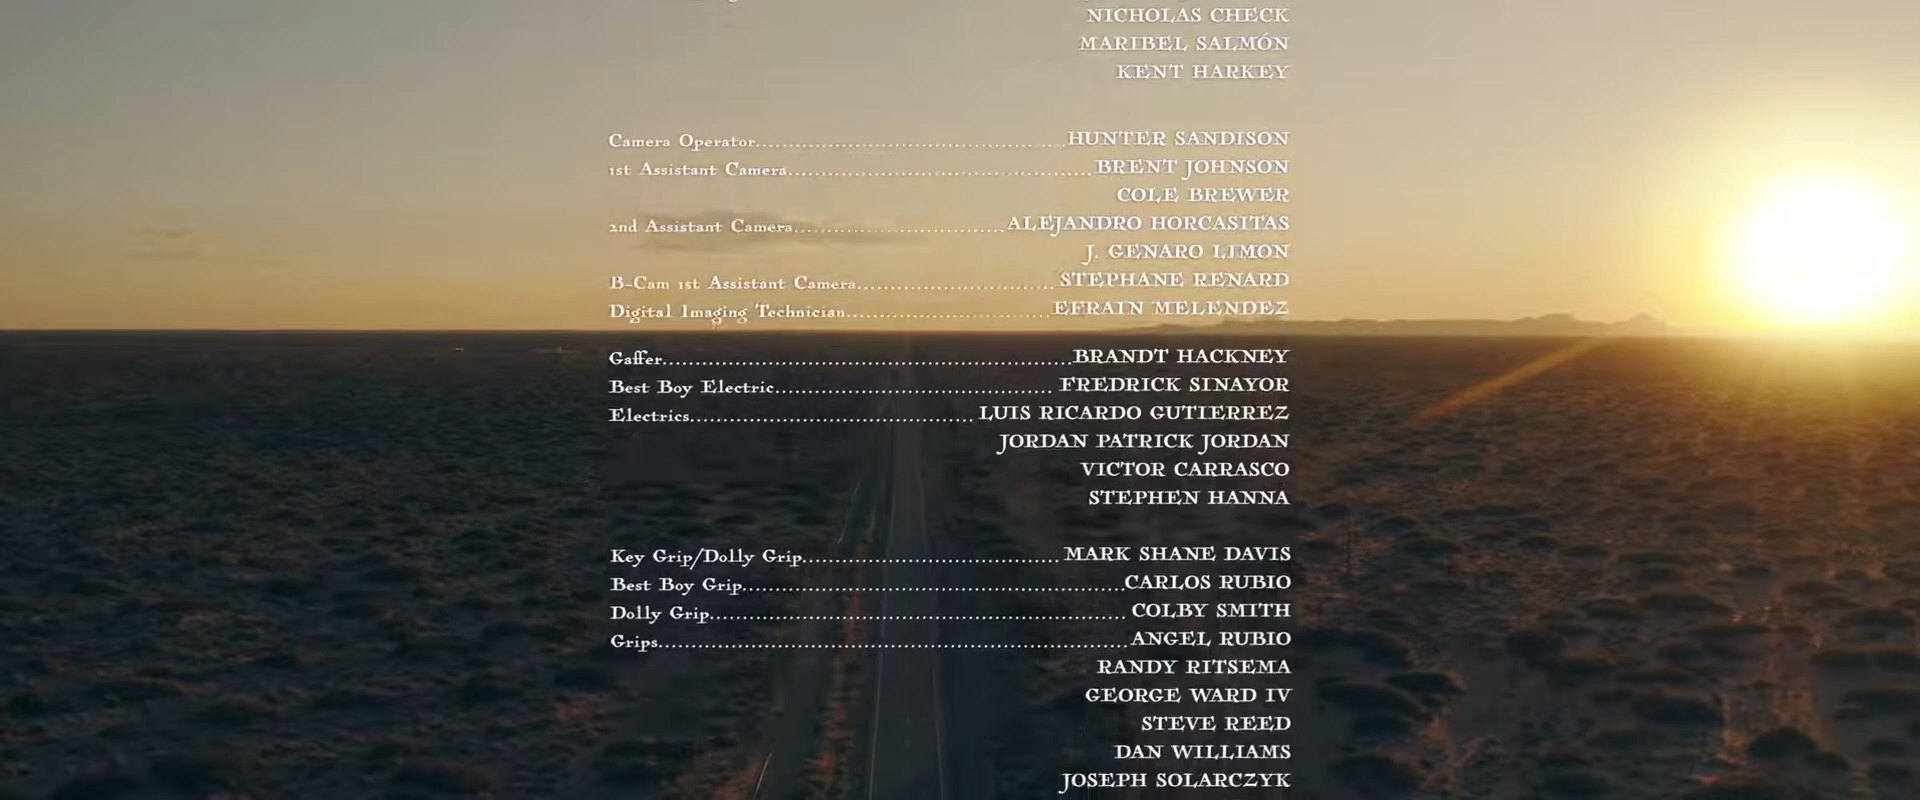 NICHOLAS CHECK
MARIBEL SALMÓN
KENT HARKEY
Camera Operator HUNTER SANDISON
1st Assistant Camera BRENT JOHNSON
COLE BREWER
2nd Assistant Camera ALEJANDRO HORCASITAS
J. GENARO LIMON
B-Cam 1st Assistant Camera STEPHANE RENARD
Digital Imaging Technician EFRAIN MELENDEZ
Gaffer BRANDT HACKNEY
Best Boy Electric FREDRICK SINAYOR
Electrics LUIS RICARDO GUTIERREZ
JORDAN PATRICK JORDAN
VICTOR CARRASCO
STEPHEN HANNA
Key Grip/Dolly Grip MARK SHANE DAVIS
Best Boy Grip CARLOS RUBIO
Dolly Grip COLBY SMITH
Grips ANGEL RUBIO
RANDY RITSEMA
GEORGE WARD IV
STEVE REED
DAN WILLIAMS
JOSEPH SOLARCZYK